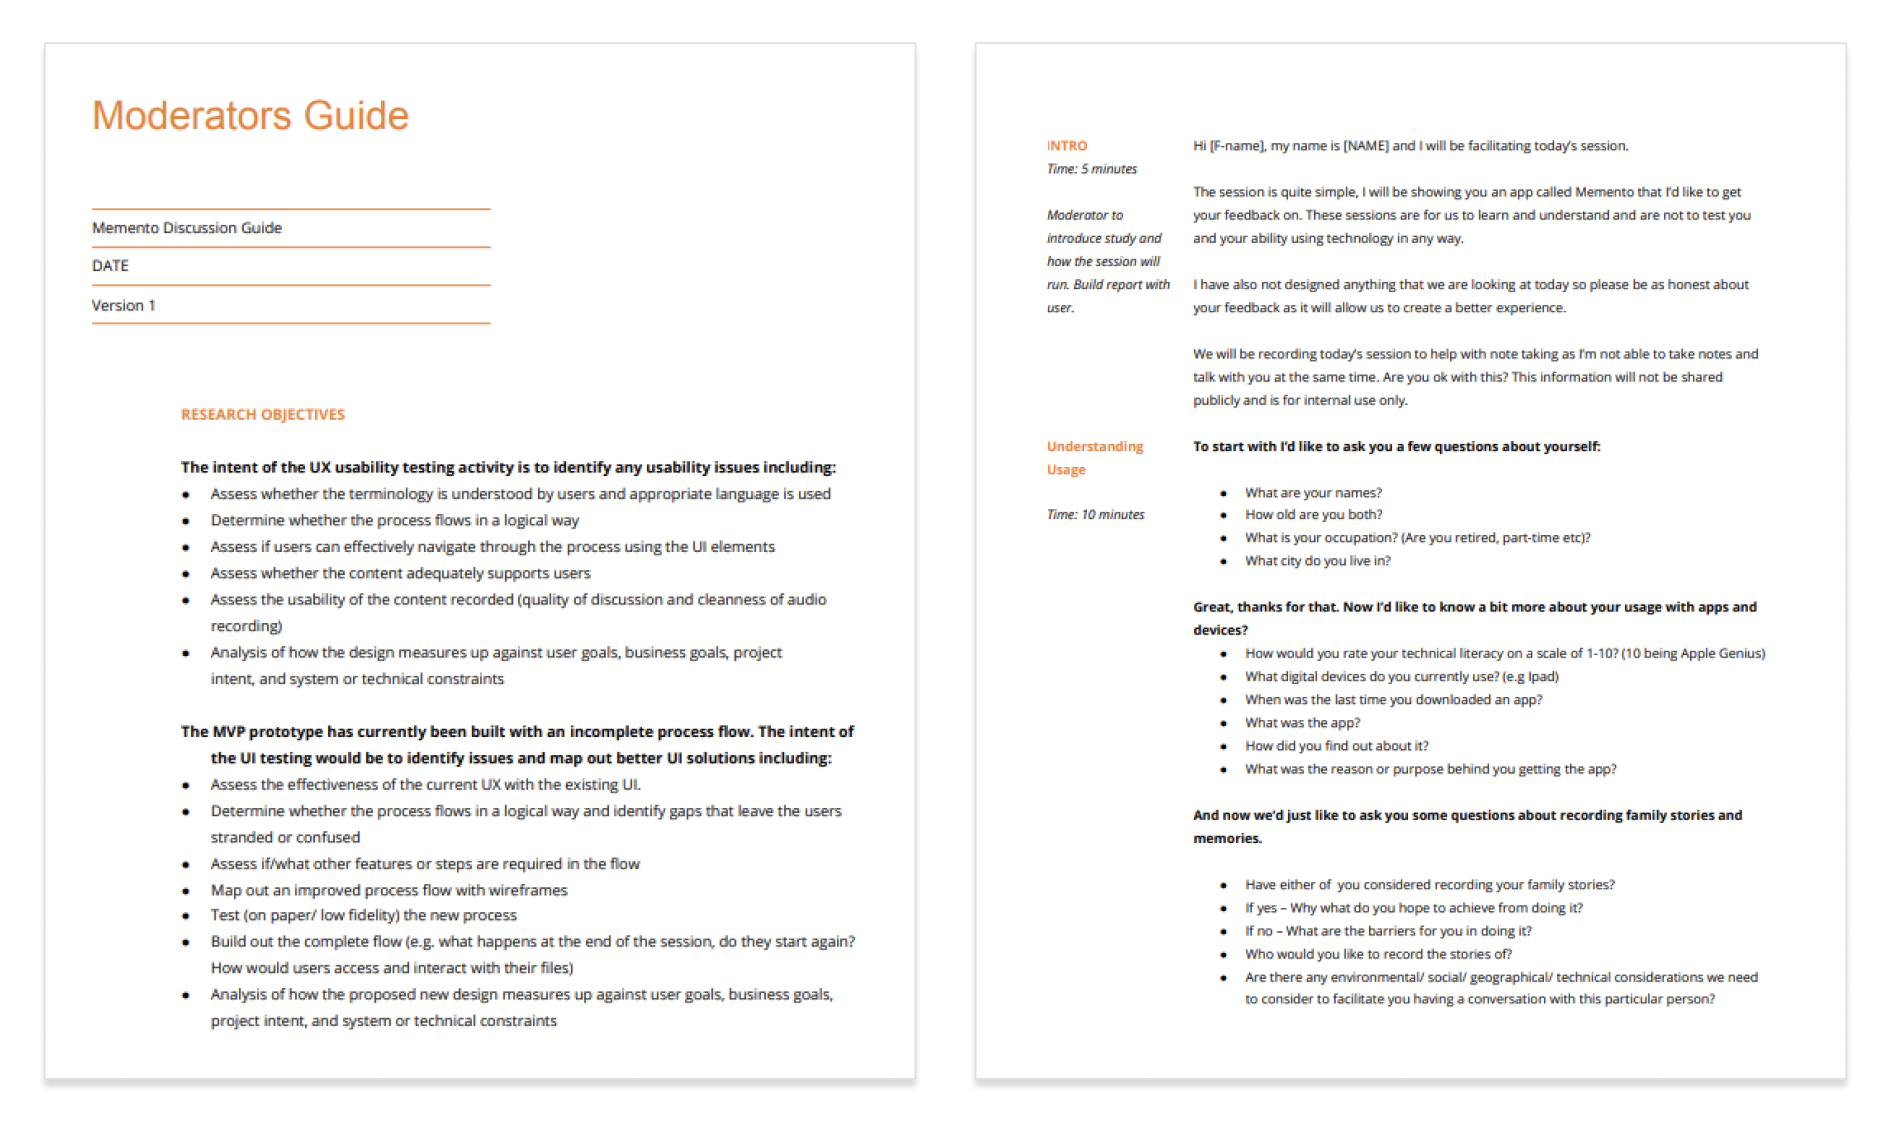 Moderators Guide
Memento Discussion Guide
DATE
Version 1
RESEARCH OBJECTIVES
The intent of the UX usability testing activity is to identify any usability issues including:
● Assess whether the terminology is understood by users and appropriate language is used
● Determine whether the process flows in a logical way
● Assess if users can effectively navigate through the process using the UI elements
● Assess whether the content adequately supports users
● Assess the usability of the content recorded (quality of discussion and cleanness of audio
recording)
● Analysis of how the design measures up against user goals, business goals, project
intent, and system or technical constraints
The MVP prototype has currently been built with an incomplete process flow. The intent of
the UI testing would be to identify issues and map out better UI solutions including:
● Assess the effectiveness of the current UX with the existing UI.
● Determine whether the process flows in a logical way and identify gaps that leave the users
stranded or confused
● Assess if/what other features or steps are required in the flow
● Map out an improved process flow with wireframes
● Test (on paper/ low fidelity) the new process
● Build out the complete flow (e.g. what happens at the end of the session, do they start again?
How would users access and interact with their files)
● Analysis of how the proposed new design measures up against user goals, business goals,
project intent, and system or technical constraints
INTRO
Time: 5 minutes
Moderator to
introduce study and
how the session will
run. Build report with
user.
Hi [F-name], my name is [NAME] and I will be facilitating today's session.
The session is quite simple, I will be showing you an app called Memento that I'd like to get
your feedback on. These sessions are for us to learn and understand and are not to test you
and your ability using technology in any way.
I have also not designed anything that we are looking at today so please be as honest about
your feedback as it will allow us to create a better experience.
We will be recording today's session to help with note taking as I'm not able to take notes and
talk with you at the same time. Are you ok with this? This information will not be shared
publicly and is for internal use only.
Understanding
Usage
Time: 10 minutes
To start with I'd like to ask you a few questions about yourself:
● What are your names?
● How old are you both?
● What is your occupation? (Are you retired, part-time etc)?
● What city do you live in?
Great, thanks for that. Now I'd like to know a bit more about your usage with apps and
devices?
● How would you rate your technical literacy on a scale of 1-10? (10 being Apple Genius)
● What digital devices do you currently use? (e.g Ipad)
● When was the last time you downloaded an app?
● What was the app?
● How did you find out about it?
● What was the reason or purpose behind you getting the app?
And now we'd just like to ask you some questions about recording family stories and
memories.
● Have either of you considered recording your family stories?
● If yes – Why what do you hope to achieve from doing it?
● If no – What are the barriers for you in doing it?
● Who would you like to record the stories of?
● Are there any environmental/ social/ geographical/ technical considerations we need
to consider to facilitate you having a conversation with this particular person?